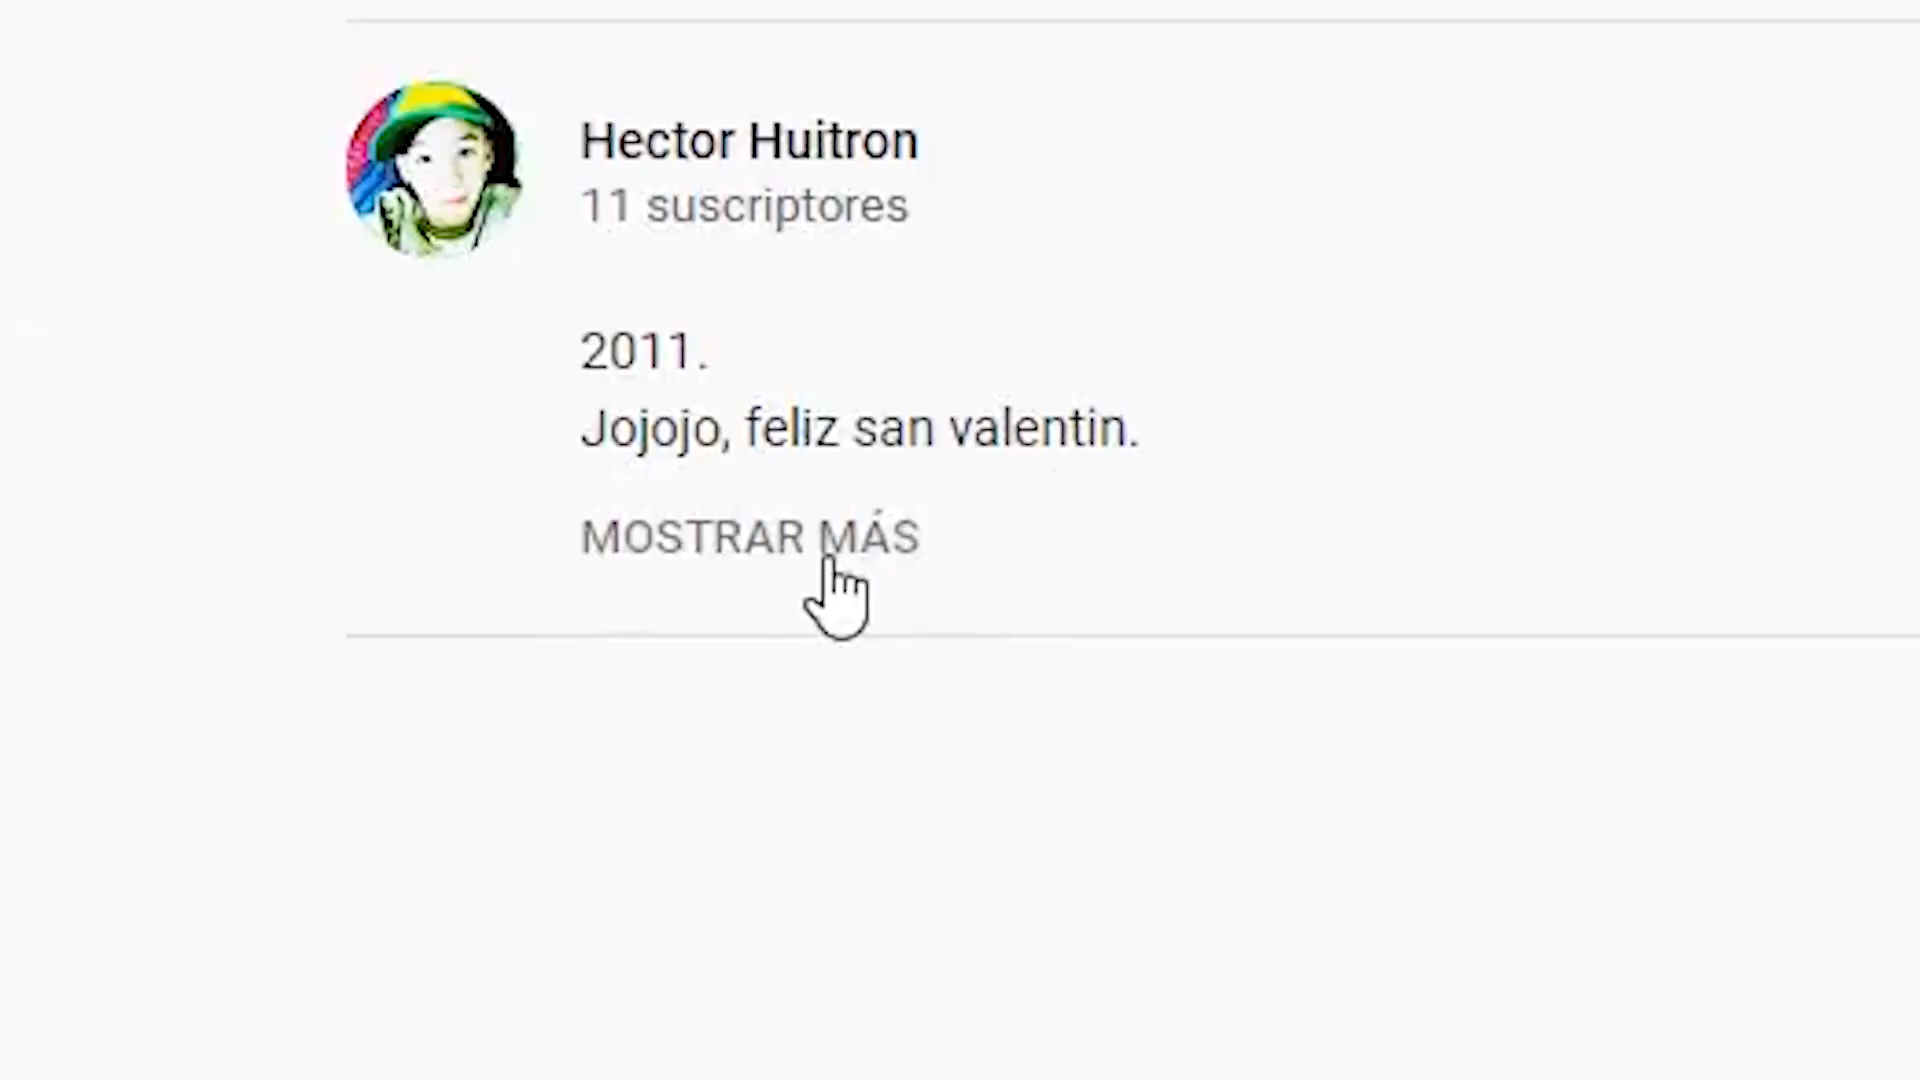 Hector Huitron
11 suscriptores
2011.
Jojojo, feliz san valentin.
MOSTRAR MÁS